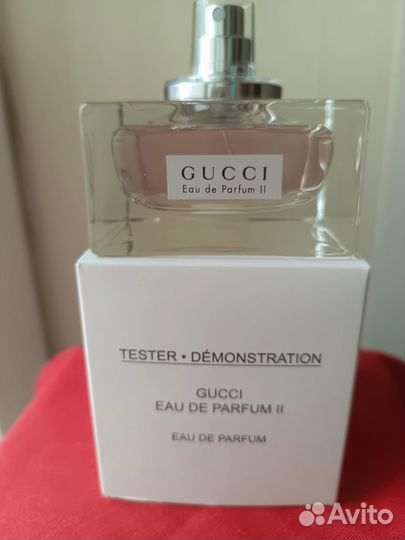 GUCCI
Eau de Parfum II
TESTER • DÉMONSTRATION
GUCCI
EAU DE PARFUM II
EAU DE PARFUM
Avito